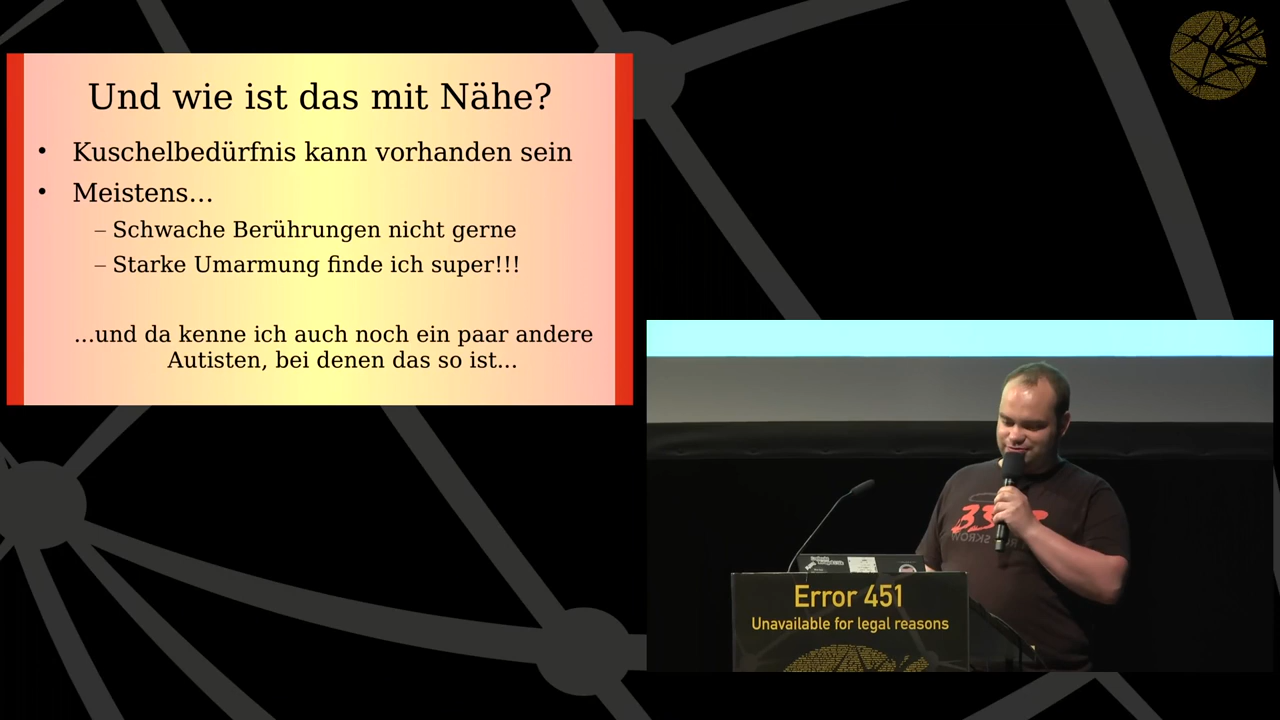 Und wie ist das mit Nähe?
• Kuschelbedürfnis kann vorhanden sein
• Meistens...
– Schwache Berührungen nicht gerne
– Starke Umarmung finde ich super!!!
...und da kenne ich auch noch ein paar andere
Autisten, bei denen das so ist...
Error 451
Unavailable for legal reasons